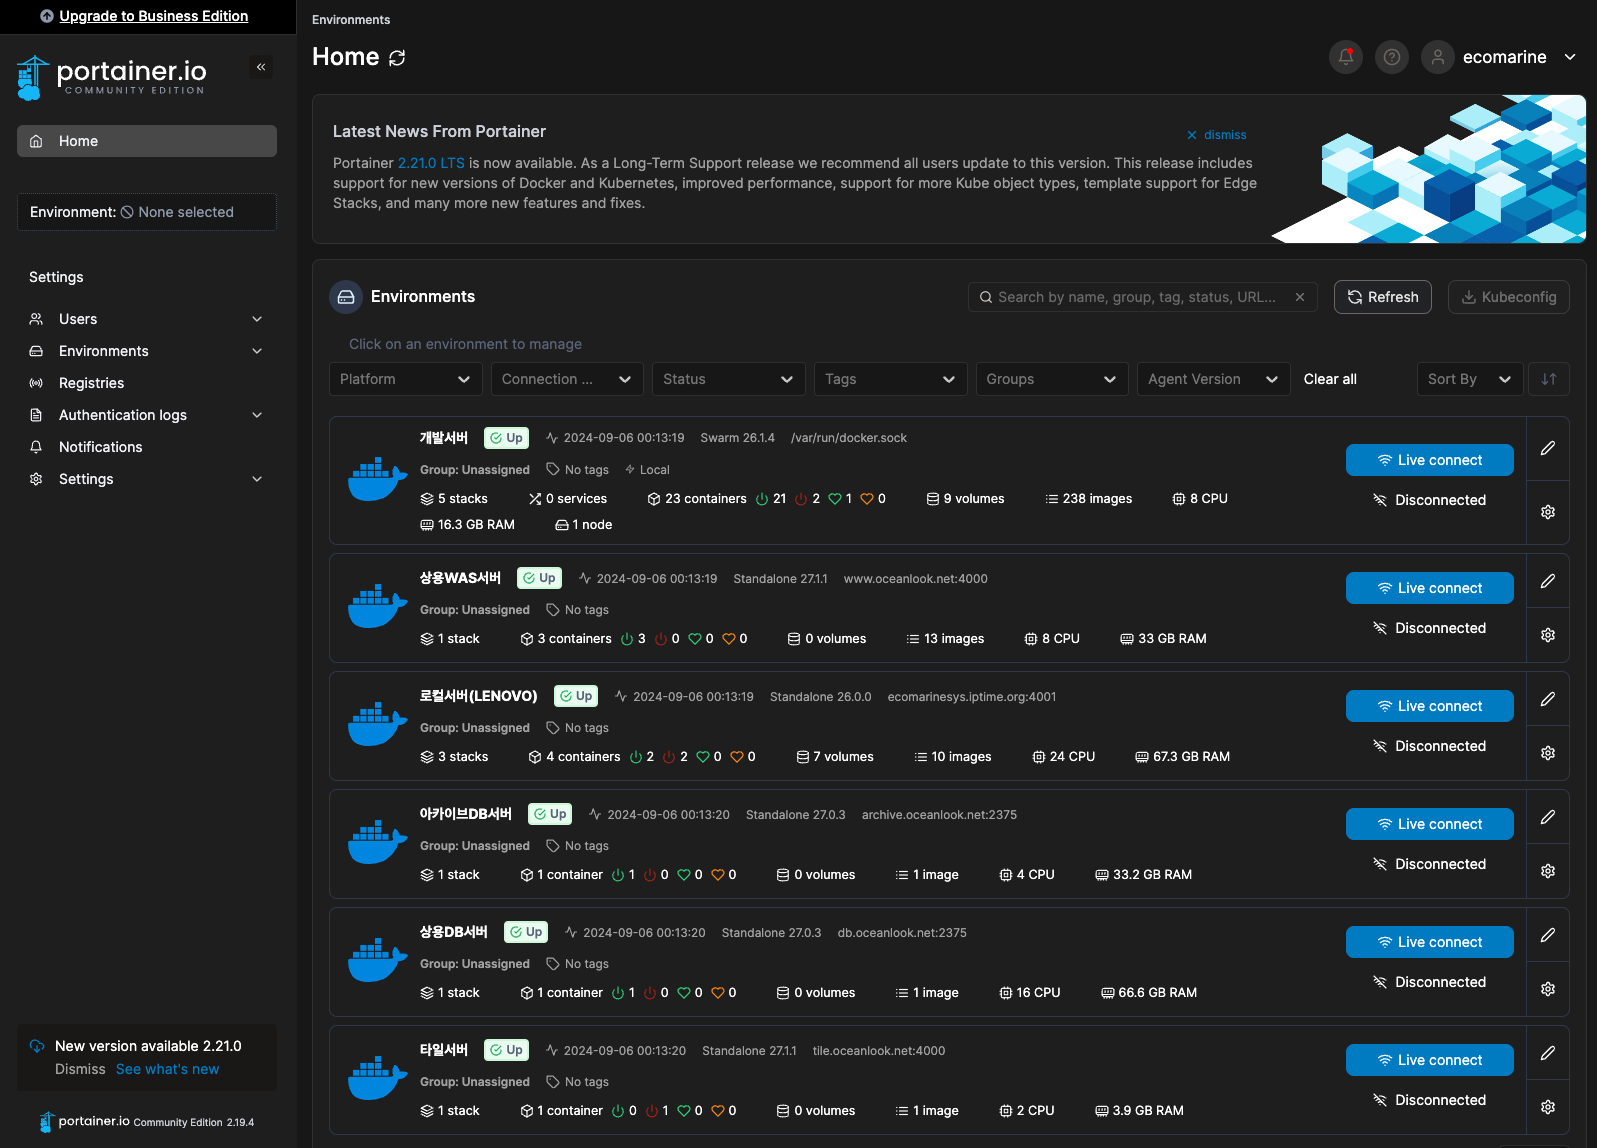 Upgrade to Business Edition
portainer.io
COMMUNITY EDITION
Home
Environment: None selected
Settings
Users
Environments
Registries
Authentication logs
Notifications
Settings
New version available 2.21.0
Dismiss See what's new
portainer.io Community Edition 2.19.4
Environments
Home
ecomarine
Latest News From Portainer
dismiss
Portainer 2.21.0 LTS is now available. As a Long-Term Support release we recommend all users update to this version. This release includes
support for new versions of Docker and Kubernetes, improved performance, support for more Kube object types, template support for Edge
Stacks, and many more new features and fixes.
Environments
Search by name, group, tag, status, URL...
Refresh
Kubeconfig
Click on an environment to manage
Platform Connection ... Status Tags Groups Agent Version Clear all Sort By
개발서버 Up 2024-09-06 00:13:19 Swarm 26.1.4 /var/run/docker.sock
Group: Unassigned No tags Local
5 stacks 0 services 23 containers 21 2 1 0 9 volumes 238 images 8 CPU
16.3 GB RAM 1 node
Live connect
Disconnected
상용WAS서버 Up 2024-09-06 00:13:19 Standalone 27.1.1 www.oceanlook.net:4000
Group: Unassigned No tags
1 stack 3 containers 3 0 0 0 0 volumes 13 images 8 CPU 33 GB RAM
Live connect
Disconnected
로컬서버(LENOVO) Up 2024-09-06 00:13:19 Standalone 26.0.0 ecomarinesys.iptime.org:4001
Group: Unassigned No tags
3 stacks 4 containers 2 2 0 0 7 volumes 10 images 24 CPU 67.3 GB RAM
Live connect
Disconnected
아카이브DB서버 Up 2024-09-06 00:13:20 Standalone 27.0.3 archive.oceanlook.net:2375
Group: Unassigned No tags
1 stack 1 container 1 0 0 0 0 volumes 1 image 4 CPU 33.2 GB RAM
Live connect
Disconnected
상용DB서버 Up 2024-09-06 00:13:20 Standalone 27.0.3 db.oceanlook.net:2375
Group: Unassigned No tags
1 stack 1 container 1 0 0 0 0 volumes 1 image 16 CPU 66.6 GB RAM
Live connect
Disconnected
타일서버 Up 2024-09-06 00:13:20 Standalone 27.1.1 tile.oceanlook.net:4000
Group: Unassigned No tags
1 stack 1 container 0 1 0 0 0 volumes 1 image 2 CPU 3.9 GB RAM
Live connect
Disconnected